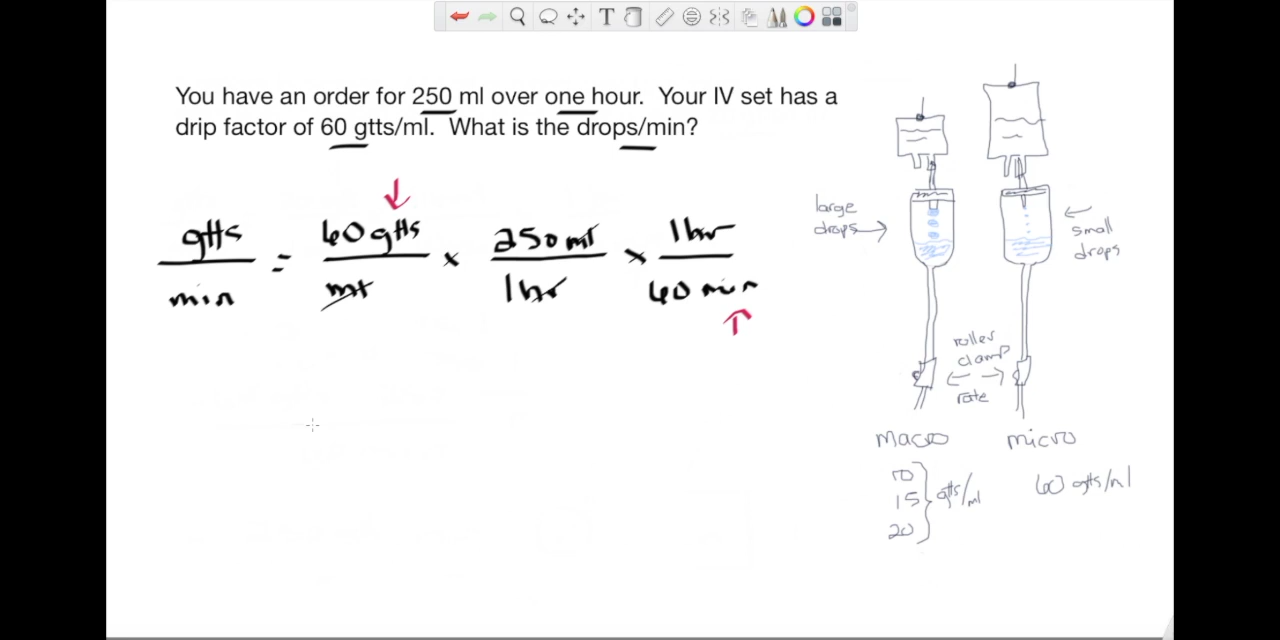 You have an order for 250 ml over one hour. Your IV set has a
drip factor of 60 gtts/ml. What is the drops/min?
gtts
min
=
60 gtts
ml
×
250 ml
1 hr
×
1 hr
60 min
large
drops
small
drops
roller
clamp
rate
macro
10
15
20
gtts/ml
micro
60 gtts/ml